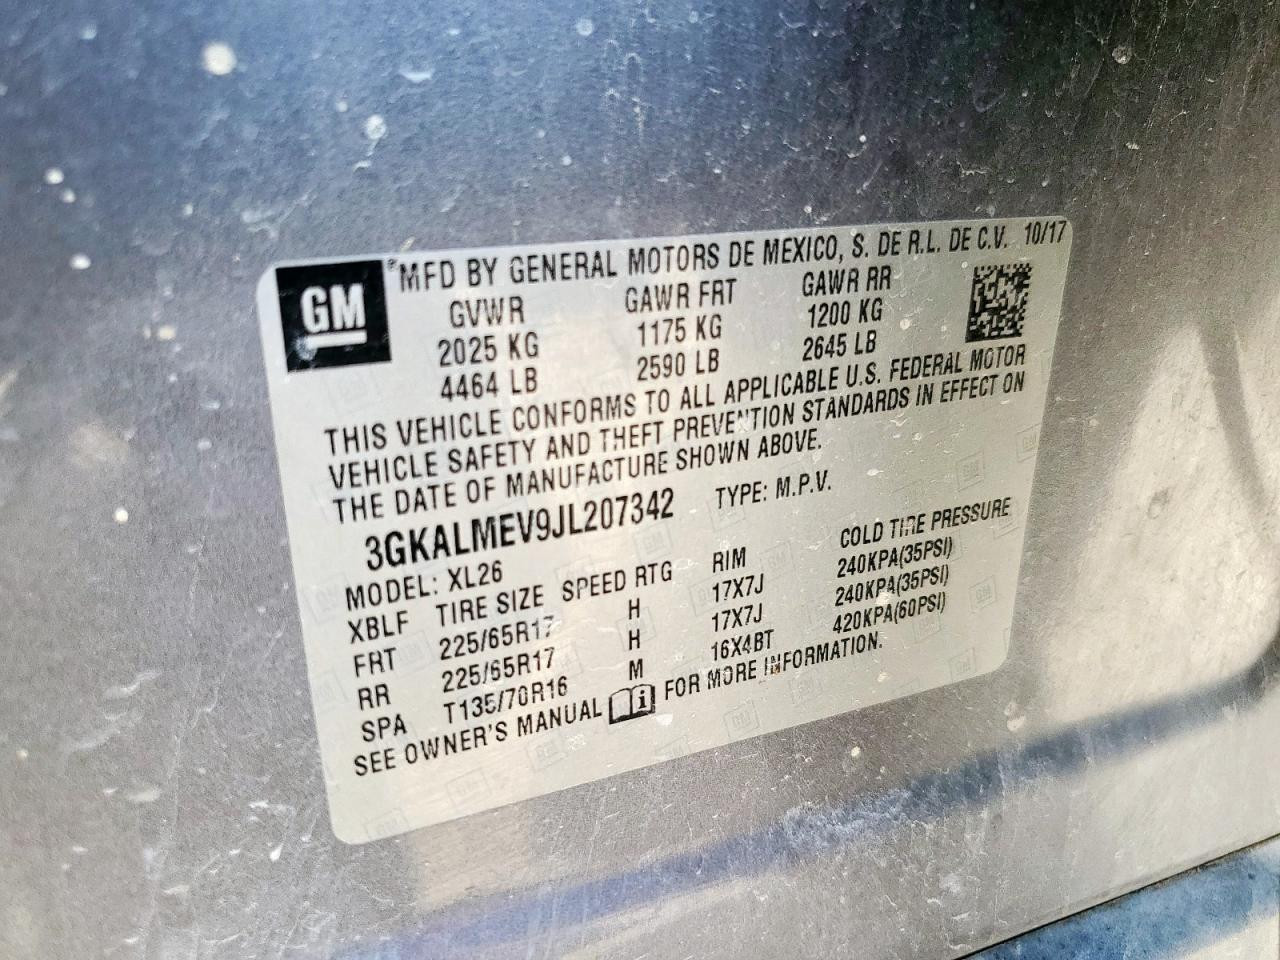 GM
*MFD BY GENERAL MOTORS DE MEXICO, S. DE R.L. DE C.V. 10/17
GVWR GAWR FRT GAWR RR
2025 KG 1175 KG 1200 KG
4464 LB 2590 LB 2645 LB
THIS VEHICLE CONFORMS TO ALL APPLICABLE U.S. FEDERAL MOTOR
VEHICLE SAFETY AND THEFT PREVENTION STANDARDS IN EFFECT ON
THE DATE OF MANUFACTURE SHOWN ABOVE.
3GKALMEV9JL207342 TYPE: M.P.V.
MODEL: XL26
XBLF TIRE SIZE SPEED RTG RIM COLD TIRE PRESSURE
FRT 225/65R17 H 17X7J 240KPA(35PSI)
RR 225/65R17 H 17X7J 240KPA(35PSI)
SPA T135/70R16 M 16X4BT 420KPA(60PSI)
SEE OWNER'S MANUAL i FOR MORE INFORMATION.